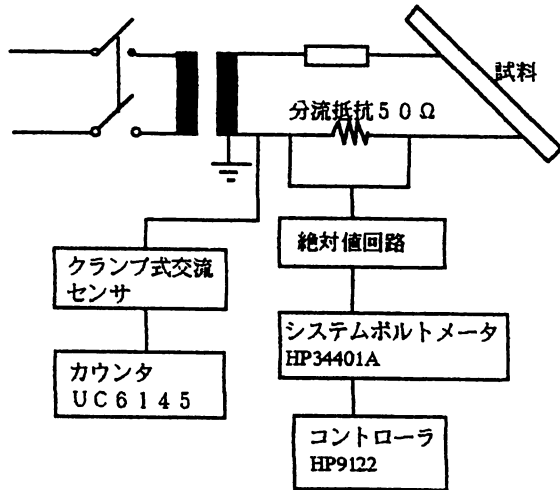 試料
分流抵抗５０Ω
絶対値回路
クランプ式交流
センサ
システムボルトメータ
HP34401A
カウンタ
ＵＣ６１４５
コントローラ
HP9122